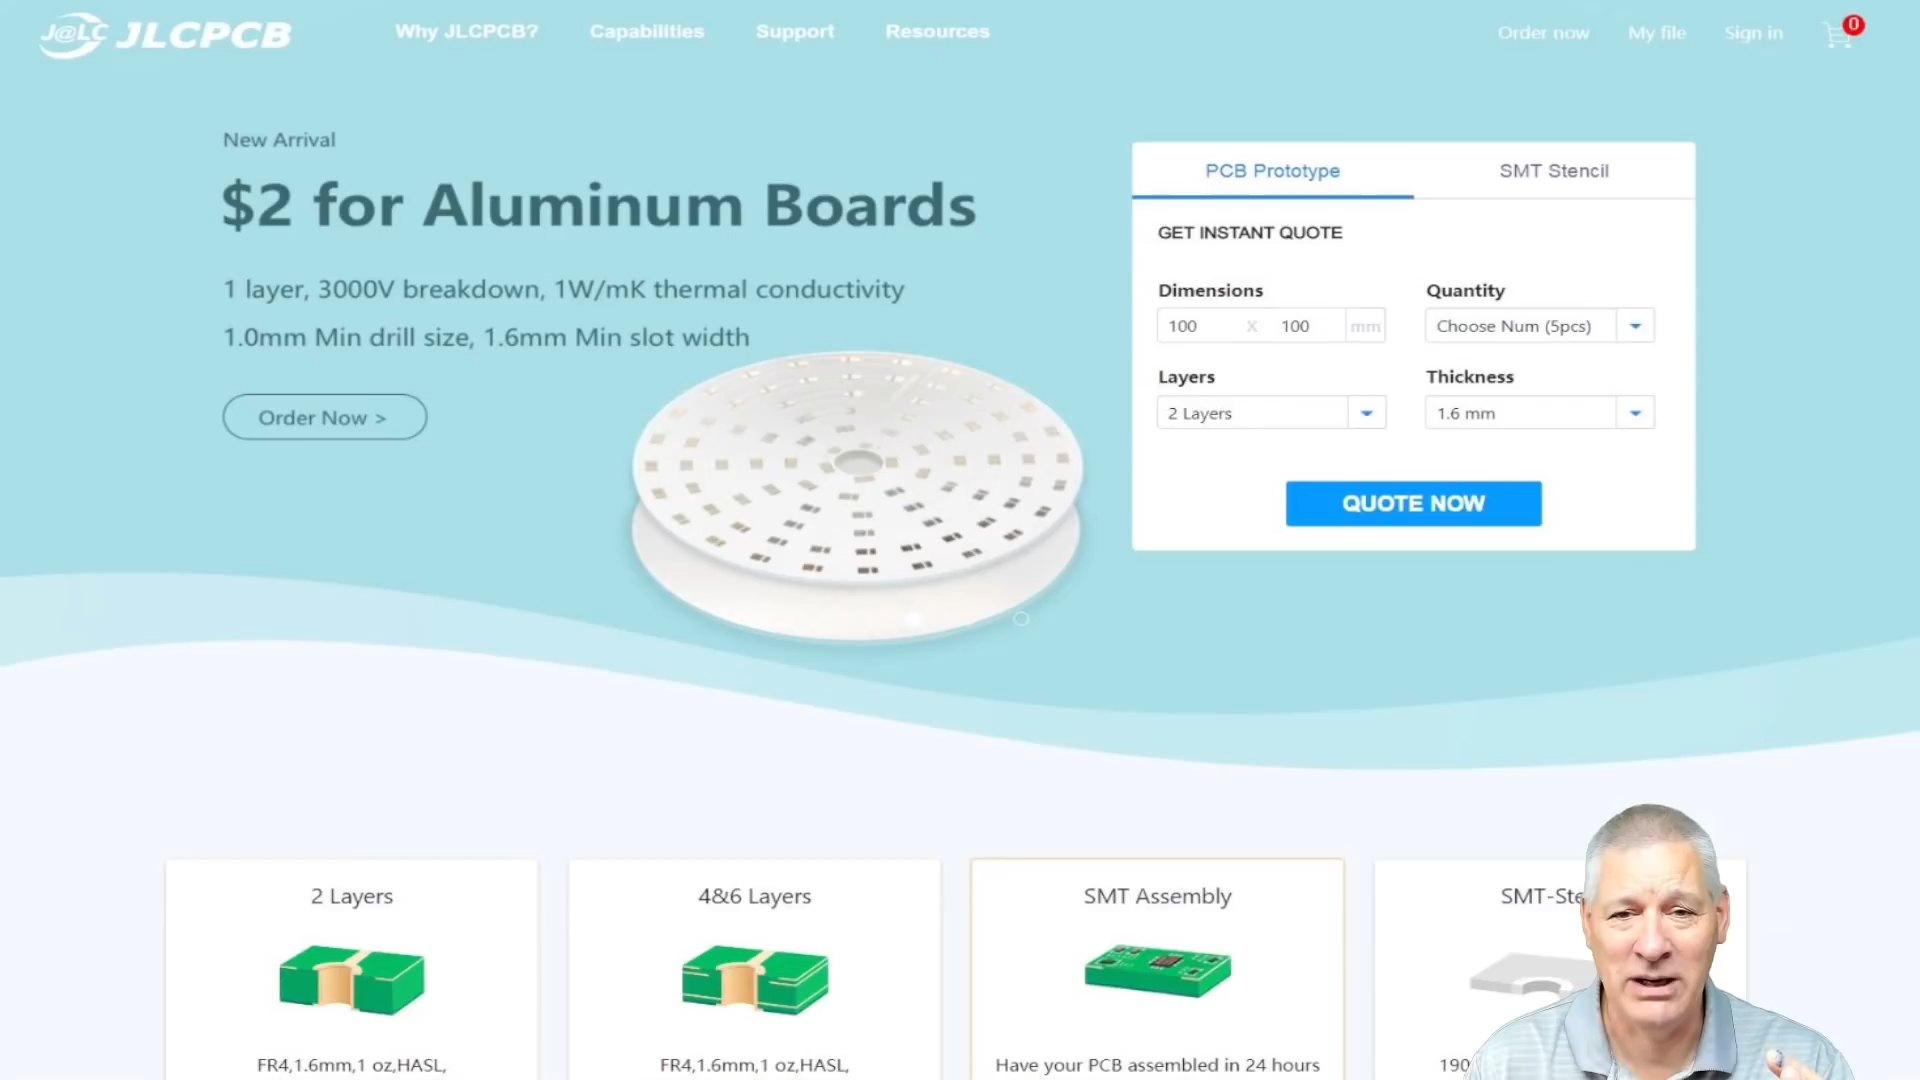 J@LC JLCPCB
Why JLCPCB?
Capabilities
Support
Resources
Order now
My file
Sign in
0
New Arrival
$2 for Aluminum Boards
1 layer, 3000V breakdown, 1W/mK thermal conductivity
1.0mm Min drill size, 1.6mm Min slot width
Order Now >
PCB Prototype
SMT Stencil
GET INSTANT QUOTE
Dimensions
Quantity
100 X 100 mm
Choose Num (5pcs)
Layers
Thickness
2 Layers
1.6 mm
QUOTE NOW
2 Layers
4&6 Layers
SMT Assembly
SMT-Ste
FR4,1.6mm,1 oz,HASL,
FR4,1.6mm,1 oz,HASL,
Have your PCB assembled in 24 hours
190